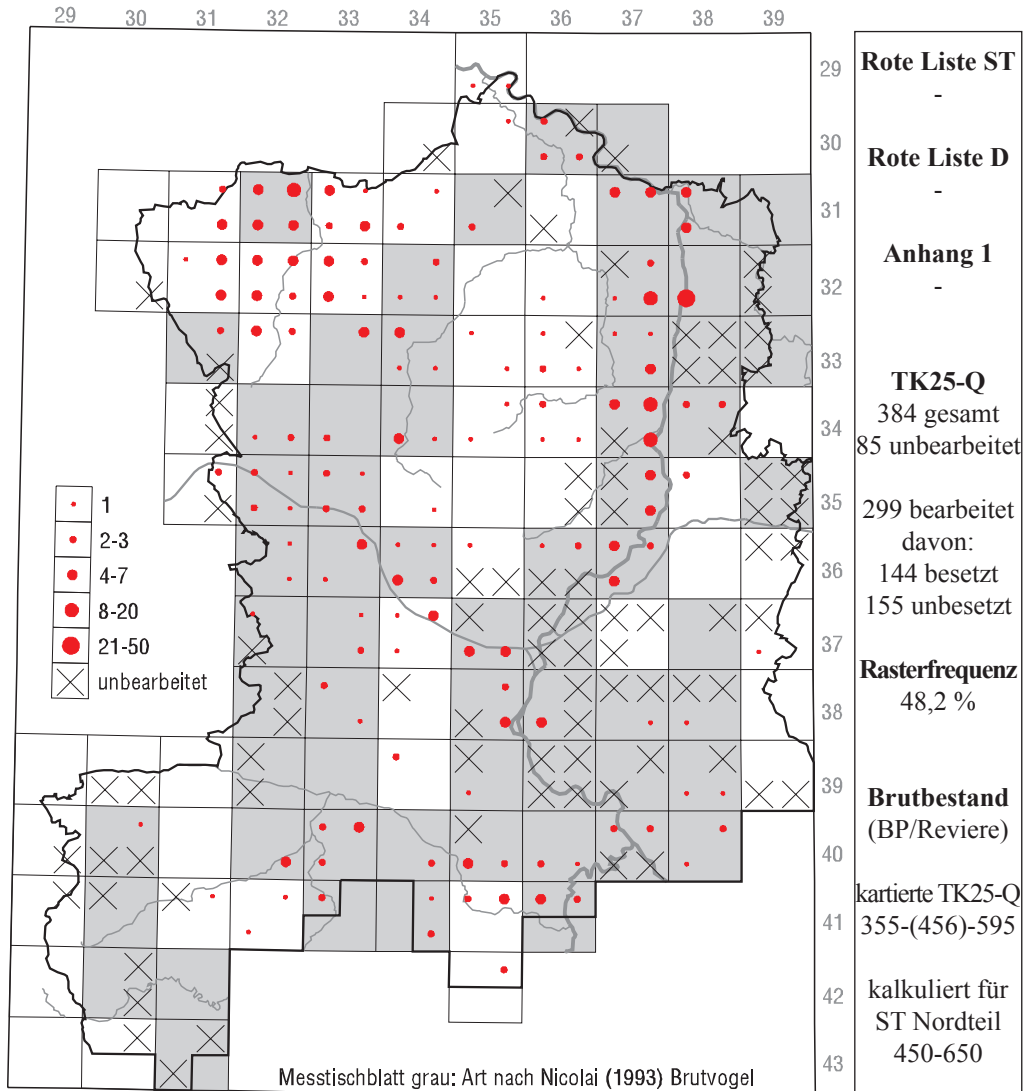 29 30 31 32 33 34 35 36 37 38 39
29
30
31
32
33
34
35
36
37
38
39
40
41
42
43
1
2-3
4-7
8-20
21-50
unbearbeitet
Messtischblatt grau: Art nach Nicolai (1993) Brutvogel
Rote Liste ST
-
Rote Liste D
-
Anhang 1
-
TK25-Q
384 gesamt
85 unbearbeitet
299 bearbeitet
davon:
144 besetzt
155 unbesetzt
Rasterfrequenz
48,2 %
Brutbestand
(BP/Reviere)
kartierte TK25-Q
355-(456)-595
kalkuliert für
ST Nordteil
450-650